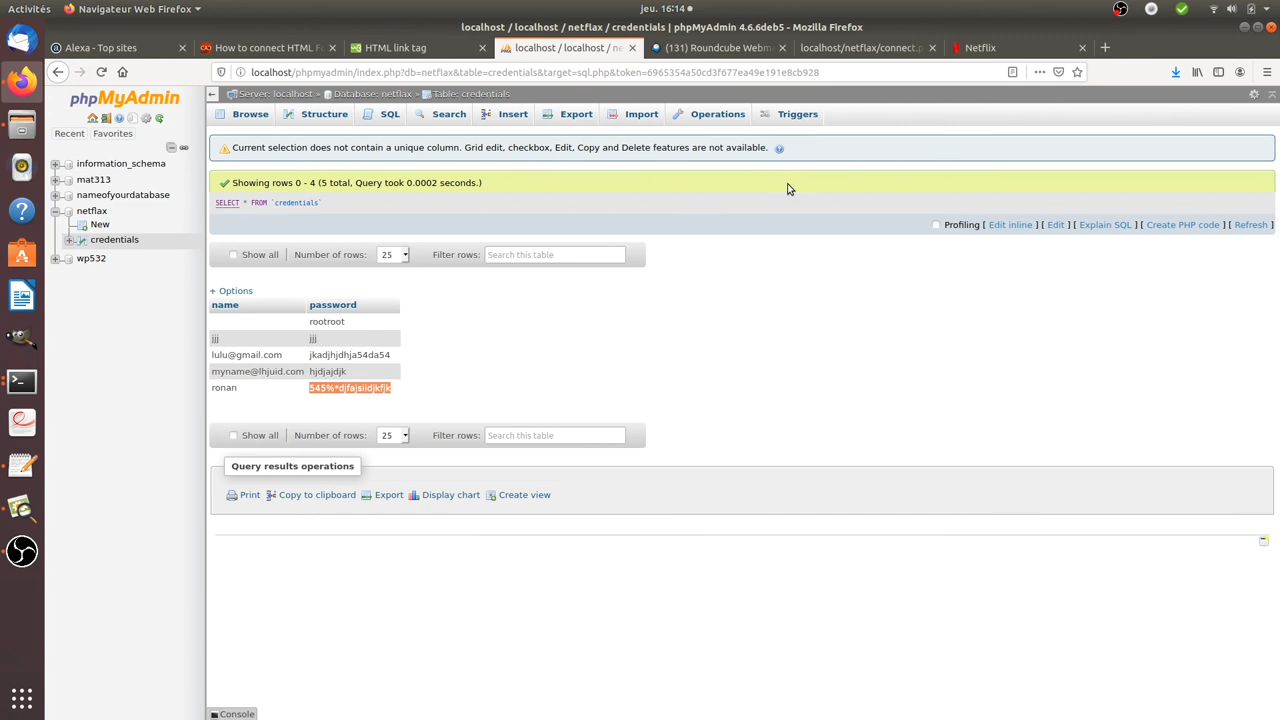 Activités Navigateur Web Firefox jeu. 16:14
localhost / localhost / netflax / credentials | phpMyAdmin 4.6.6deb5 - Mozilla Firefox
Alexa - Top sites How to connect HTML Fo HTML link tag localhost / localhost / ne (131) Roundcube Webm localhost/netflax/connect.p Netflix
localhost/phpmyadmin/index.php?db=netflax&table=credentials&target=sql.php&token=6965354a50cd3f677ea49e191e8cb928
phpMyAdmin
Recent Favorites
information_schema
mat313
nameofyourdatabase
netflax
New
credentials
wp532
Server: localhost » Database: netflax » Table: credentials
Browse Structure SQL Search Insert Export Import Operations Triggers
Current selection does not contain a unique column. Grid edit, checkbox, Edit, Copy and Delete features are not available.
Showing rows 0 - 4 (5 total, Query took 0.0002 seconds.)
SELECT * FROM `credentials`
Profiling [ Edit inline ] [ Edit ] [ Explain SQL ] [ Create PHP code ] [ Refresh ]
Show all Number of rows: 25 Filter rows: Search this table
+ Options
name password
rootroot
jjj jjj
lulu@gmail.com jkadjhjdhja54da54
myname@lhjuid.com hjdjajdjk
ronan 545%*djfajsiidjkfjk
Show all Number of rows: 25 Filter rows: Search this table
Query results operations
Print Copy to clipboard Export Display chart Create view
Console